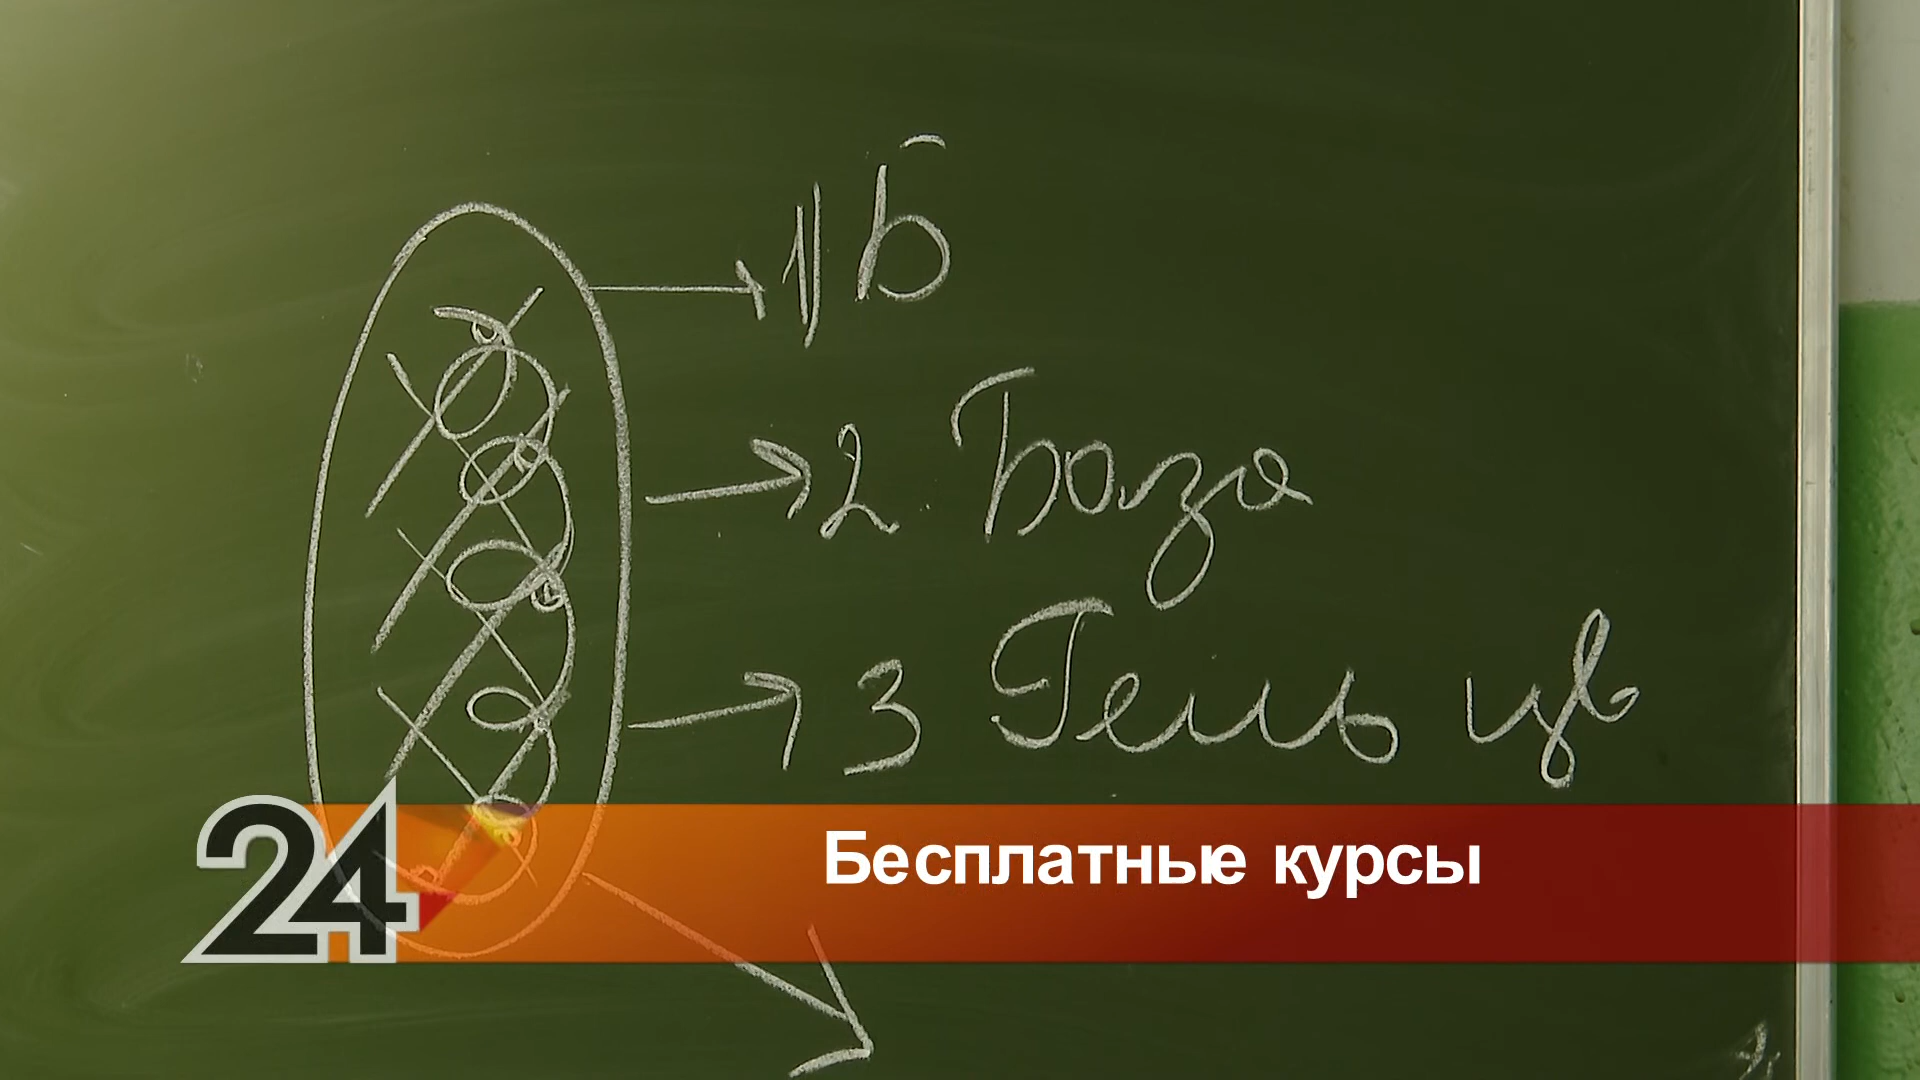 1) Б
2. База
3 Гель цв
24
Бесплатные курсы